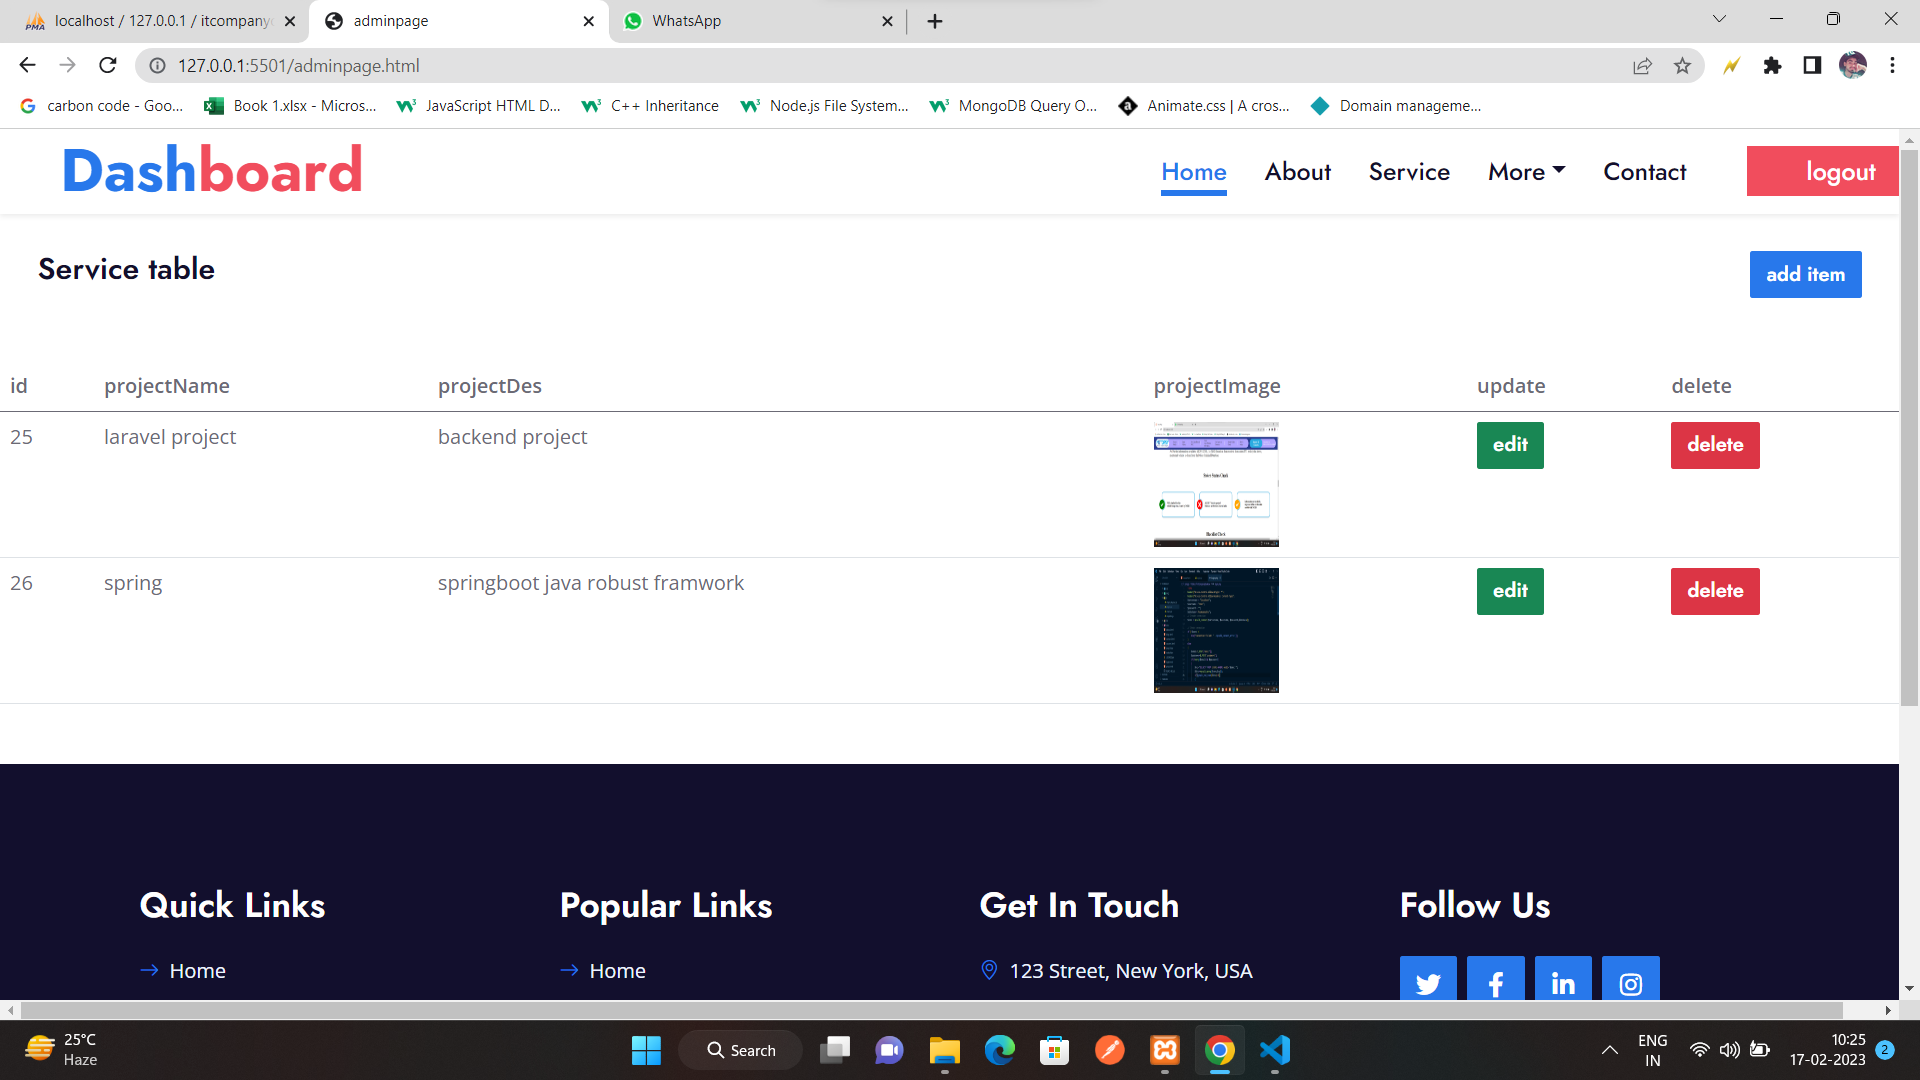 localhost / 127.0.0.1 / itcompany
adminpage
WhatsApp
127.0.0.1:5501/adminpage.html
carbon code - Goo...
Book 1.xlsx - Micros...
JavaScript HTML D...
C++ Inheritance
Node.js File System...
MongoDB Query O...
Animate.css | A cros...
Domain manageme...
Dashboard
Home
About
Service
More
Contact
logout
Service table
add item
id projectName projectDes projectImage update delete
25 laravel project backend project edit delete
26 spring springboot java robust framwork edit delete
Quick Links
Home
Popular Links
Home
Get In Touch
123 Street, New York, USA
Follow Us
25°C
Haze
Search
ENG
IN
10:25
17-02-2023
2